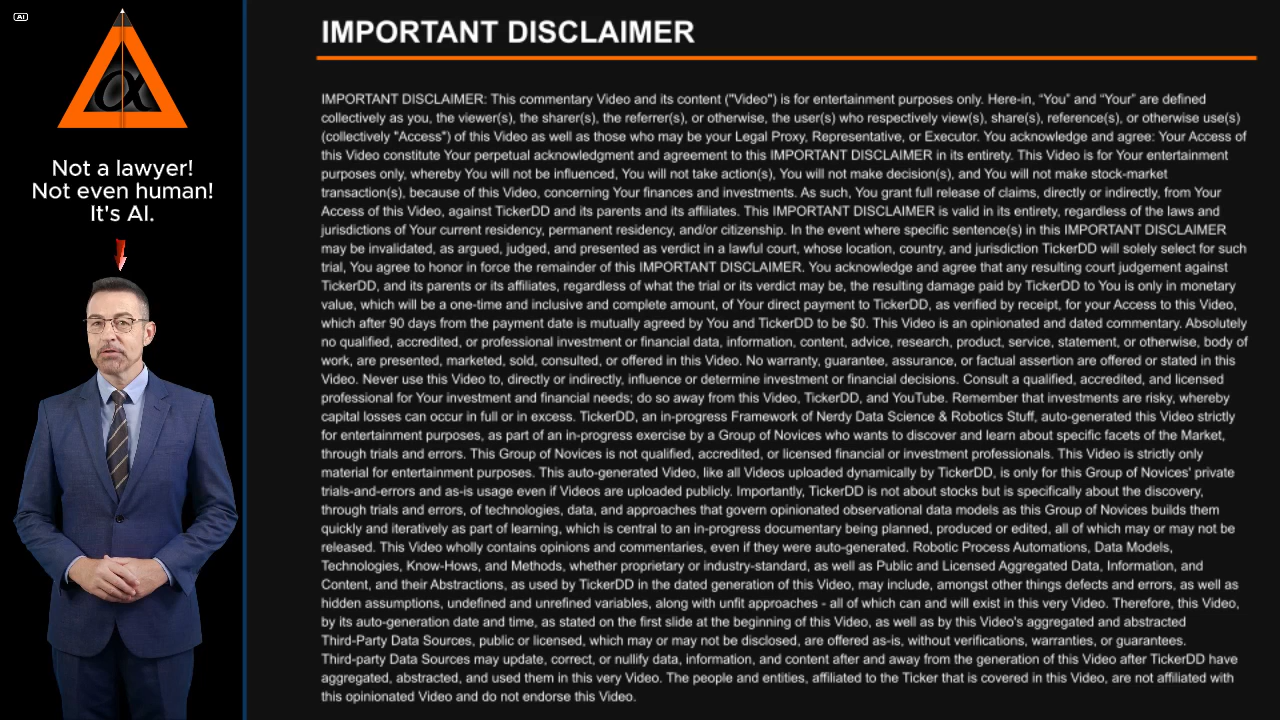 AI
Not a lawyer!
Not even human!
It's AI.
IMPORTANT DISCLAIMER
IMPORTANT DISCLAIMER: This commentary Video and its content ("Video") is for entertainment purposes only. Here-in, “You” and “Your” are defined
collectively as you, the viewer(s), the sharer(s), the referrer(s), or otherwise, the user(s) who respectively view(s), share(s), reference(s), or otherwise use(s)
(collectively "Access") of this Video as well as those who may be your Legal Proxy, Representative, or Executor. You acknowledge and agree: Your Access of
this Video constitute Your perpetual acknowledgment and agreement to this IMPORTANT DISCLAIMER in its entirety. This Video is for Your entertainment
purposes only, whereby You will not be influenced, You will not take action(s), You will not make decision(s), and You will not make stock-market
transaction(s), because of this Video, concerning Your finances and investments. As such, You grant full release of claims, directly or indirectly, from Your
Access of this Video, against TickerDD and its parents and its affiliates. This IMPORTANT DISCLAIMER is valid in its entirety, regardless of the laws and
jurisdictions of Your current residency, permanent residency, and/or citizenship. In the event where specific sentence(s) in this IMPORTANT DISCLAIMER
may be invalidated, as argued, judged, and presented as verdict in a lawful court, whose location, country, and jurisdiction TickerDD will solely select for such
trial, You agree to honor in force the remainder of this IMPORTANT DISCLAIMER. You acknowledge and agree that any resulting court judgement against
TickerDD, and its parents or its affiliates, regardless of what the trial or its verdict may be, the resulting damage paid by TickerDD to You is only in monetary
value, which will be a one-time and inclusive and complete amount, of Your direct payment to TickerDD, as verified by receipt, for your Access to this Video,
which after 90 days from the payment date is mutually agreed by You and TickerDD to be $0. This Video is an opinionated and dated commentary. Absolutely
no qualified, accredited, or professional investment or financial data, information, content, advice, research, product, service, statement, or otherwise, body of
work, are presented, marketed, sold, consulted, or offered in this Video. No warranty, guarantee, assurance, or factual assertion are offered or stated in this
Video. Never use this Video to, directly or indirectly, influence or determine investment or financial decisions. Consult a qualified, accredited, and licensed
professional for Your investment and financial needs; do so away from this Video, TickerDD, and YouTube. Remember that investments are risky, whereby
capital losses can occur in full or in excess. TickerDD, an in-progress Framework of Nerdy Data Science & Robotics Stuff, auto-generated this Video strictly
for entertainment purposes, as part of an in-progress exercise by a Group of Novices who wants to discover and learn about specific facets of the Market,
through trials and errors. This Group of Novices is not qualified, accredited, or licensed financial or investment professionals. This Video is strictly only
material for entertainment purposes. This auto-generated Video, like all Videos uploaded dynamically by TickerDD, is only for this Group of Novices' private
trials-and-errors and as-is usage even if Videos are uploaded publicly. Importantly, TickerDD is not about stocks but is specifically about the discovery,
through trials and errors, of technologies, data, and approaches that govern opinionated observational data models as this Group of Novices builds them
quickly and iteratively as part of learning, which is central to an in-progress documentary being planned, produced or edited, all of which may or may not be
released. This Video wholly contains opinions and commentaries, even if they were auto-generated. Robotic Process Automations, Data Models,
Technologies, Know-Hows, and Methods, whether proprietary or industry-standard, as well as Public and Licensed Aggregated Data, Information, and
Content, and their Abstractions, as used by TickerDD in the dated generation of this Video, may include, amongst other things defects and errors, as well as
hidden assumptions, undefined and unrefined variables, along with unfit approaches - all of which can and will exist in this very Video. Therefore, this Video,
by its auto-generation date and time, as stated on the first slide at the beginning of this Video, as well as by this Video's aggregated and abstracted
Third-Party Data Sources, public or licensed, which may or may not be disclosed, are offered as-is, without verifications, warranties, or guarantees.
Third-party Data Sources may update, correct, or nullify data, information, and content after and away from the generation of this Video after TickerDD have
aggregated, abstracted, and used them in this very Video. The people and entities, affiliated to the Ticker that is covered in this Video, are not affiliated with
this opinionated Video and do not endorse this Video.